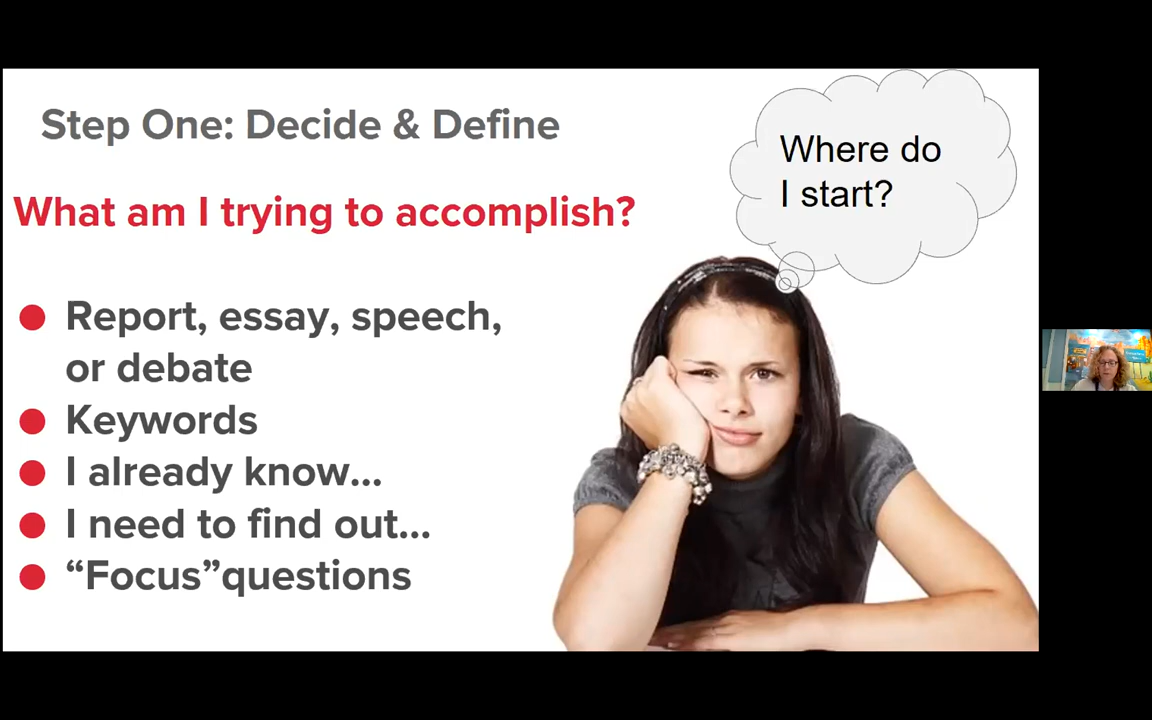 Step One: Decide & Define
Where do
I start?
What am I trying to accomplish?
Report, essay, speech,
or debate
Keywords
I already know...
I need to find out...
“Focus”questions